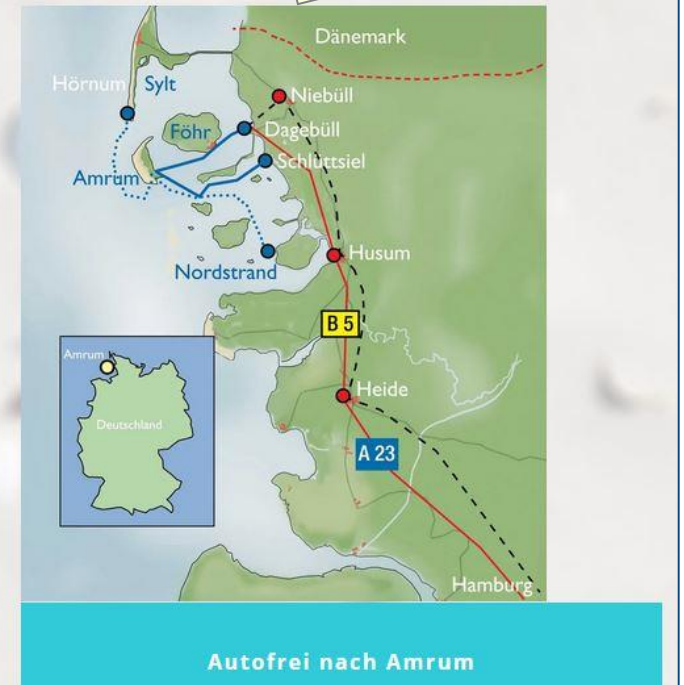 Dänemark
Hörnum
Sylt
Niebüll
Föhr
Dagebüll
Schlüttsiel
Amrum
Husum
Nordstrand
B 5
Amrum
Deutschland
Heide
A 23
Hamburg
Autofrei nach Amrum